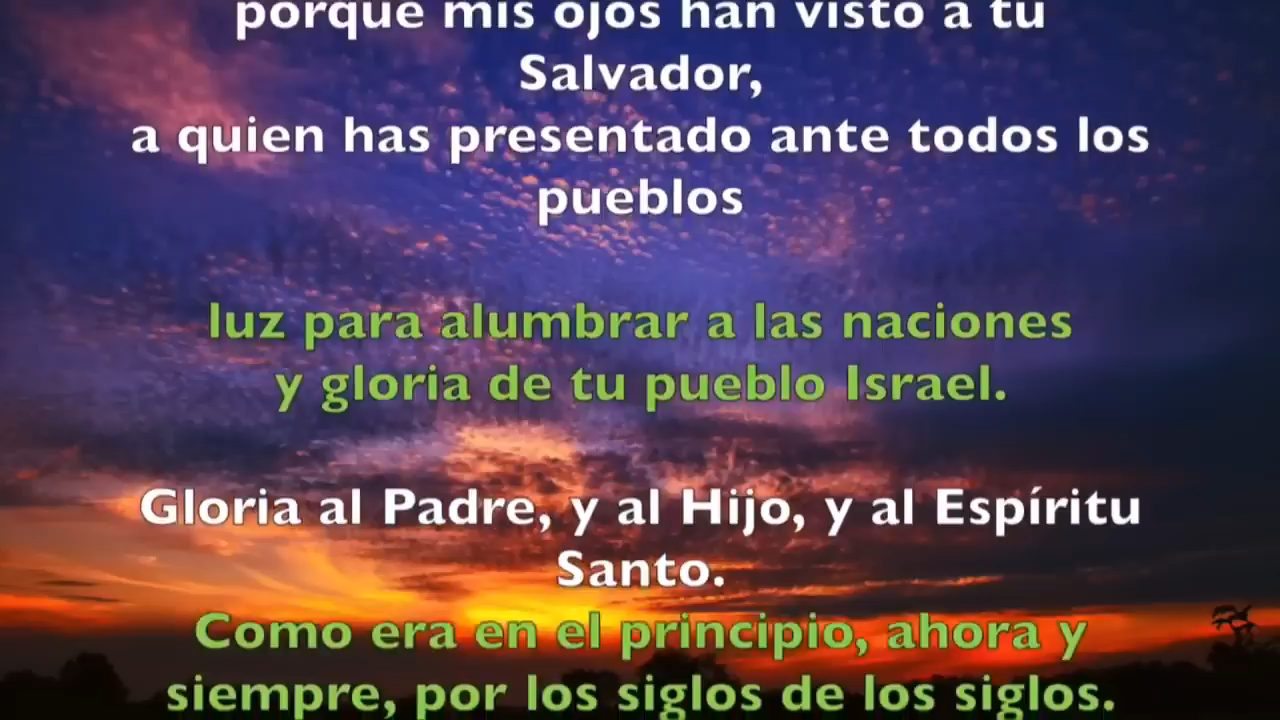 porque mis ojos han visto a tu
Salvador,
a quien has presentado ante todos los
pueblos
luz para alumbrar a las naciones
y gloria de tu pueblo Israel.
Gloria al Padre, y al Hijo, y al Espíritu
Santo.
Como era en el principio, ahora y
siempre, por los siglos de los siglos.